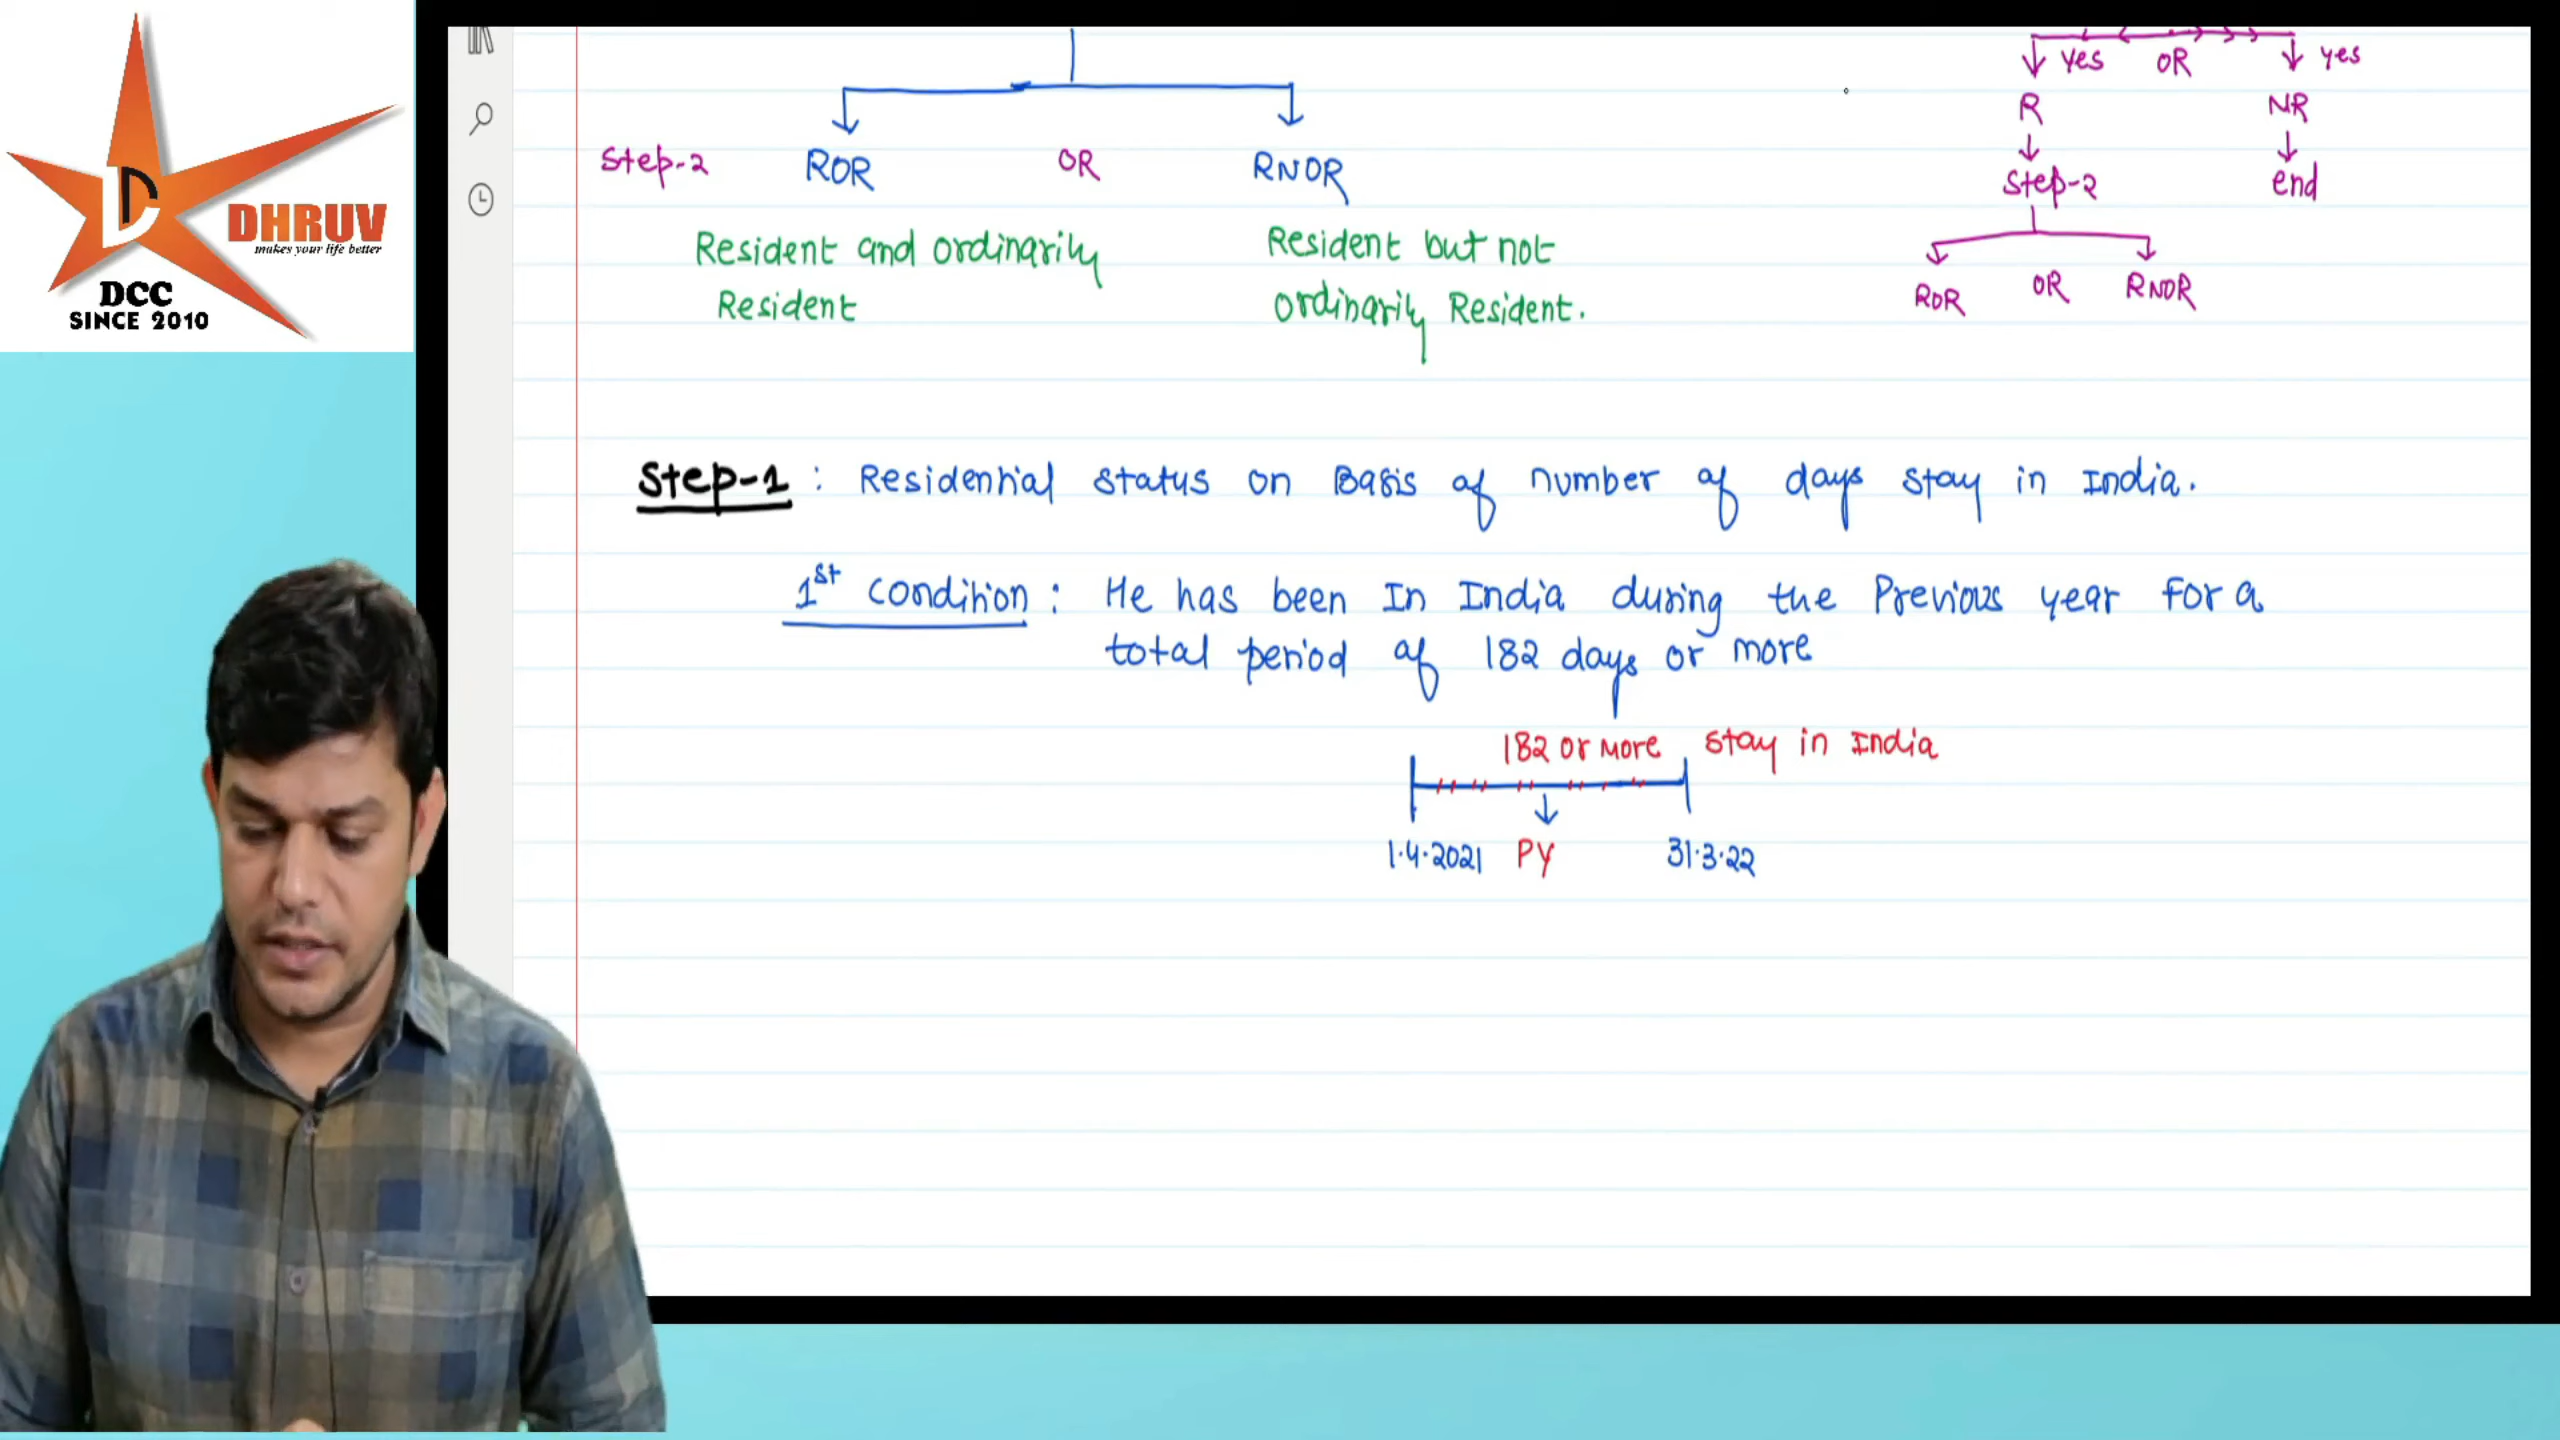 DHRUV
makes your life better
DCC
SINCE 2010
Yes OR Yes
R NR
Step-2 ROR OR RNOR
Step-2 end
Resident and ordinarily
Resident
Resident but not
ordinarily Resident.
ROR OR RNOR
Step-1 : Residential status on Basis of number of days stay in India.
1st condition : He has been In India during the Previous year For a
total period of 182 days or more
182 or more stay in India
1.4.2021 PY 31.3.22